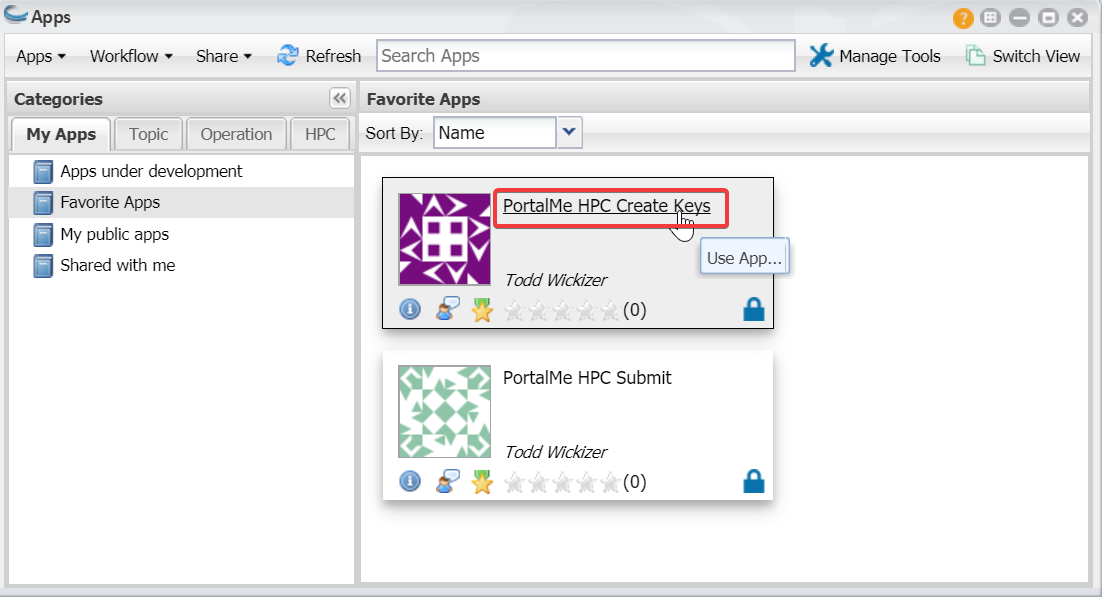 Apps
Apps Workflow Share Refresh Search Apps Manage Tools Switch View
Categories
My Apps Topic Operation HPC
Apps under development
Favorite Apps
My public apps
Shared with me
Favorite Apps
Sort By: Name
PortalMe HPC Create Keys
Use App...
Todd Wickizer
(0)
PortalMe HPC Submit
Todd Wickizer
(0)